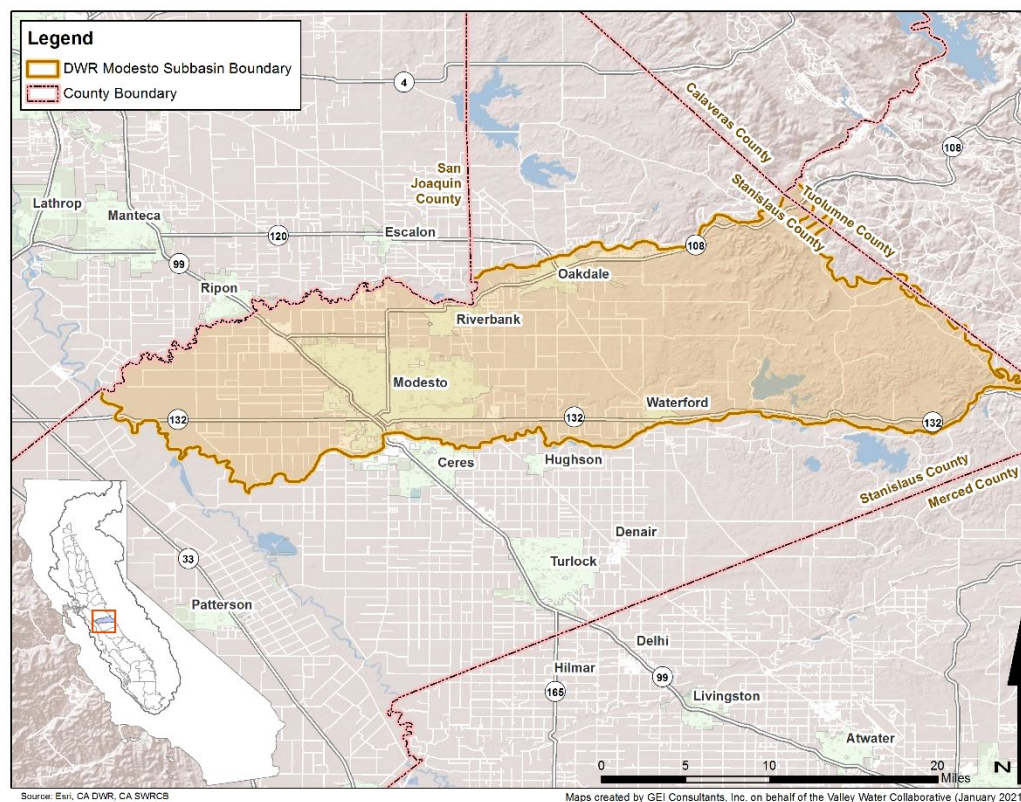 Legend
DWR Modesto Subbasin Boundary
County Boundary
4
Calaveras County
108
San
Joaquin
County
Stanislaus County
Tuolumne County
Lathrop
Manteca
120
Escalon
108
99
Oakdale
Ripon
Riverbank
Modesto
Waterford
132
132
132
Ceres
Hughson
Stanislaus County
Merced County
Denair
33
Turlock
Patterson
Delhi
Hilmar
99
165
Livingston
Atwater
N
0
5
10
20
Miles
Source: Esri, CA DWR, CA SWRCB
Maps created by GEI Consultants, Inc. on behalf of the Valley Water Collaborative (January 2021